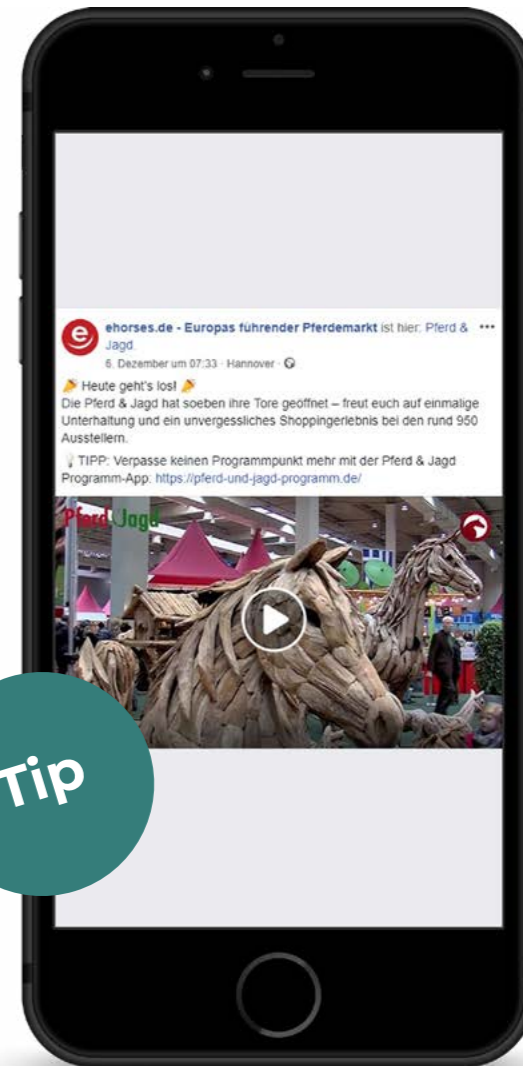 ehorses.de - Europas führender Pferdemarkt ist hier: Pferd &
Jagd.
6. Dezember um 07:33 · Hannover ·
Heute geht's los!
Die Pferd & Jagd hat soeben ihre Tore geöffnet – freut euch auf einmalige
Unterhaltung und ein unvergessliches Shoppingerlebnis bei den rund 950
Ausstellern.
TIPP: Verpasse keinen Programmpunkt mehr mit der Pferd & Jagd
Programm-App: https://pferd-und-jagd-programm.de/
Pferd Jagd
Tip